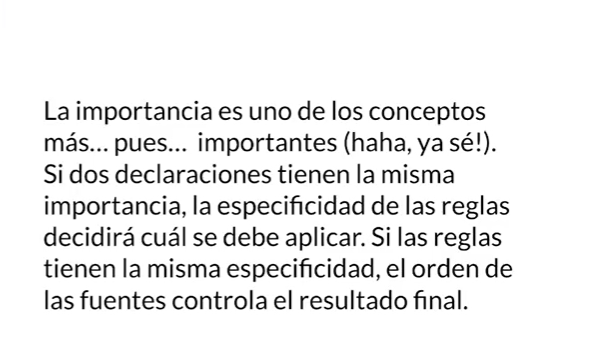 La importancia es uno de los conceptos
más... pues...  importantes (haha, ya sé!).
Si dos declaraciones tienen la misma
importancia, la especificidad de las reglas
decidirá cuál se debe aplicar. Si las reglas
tienen la misma especificidad, el orden de
las fuentes controla el resultado final.